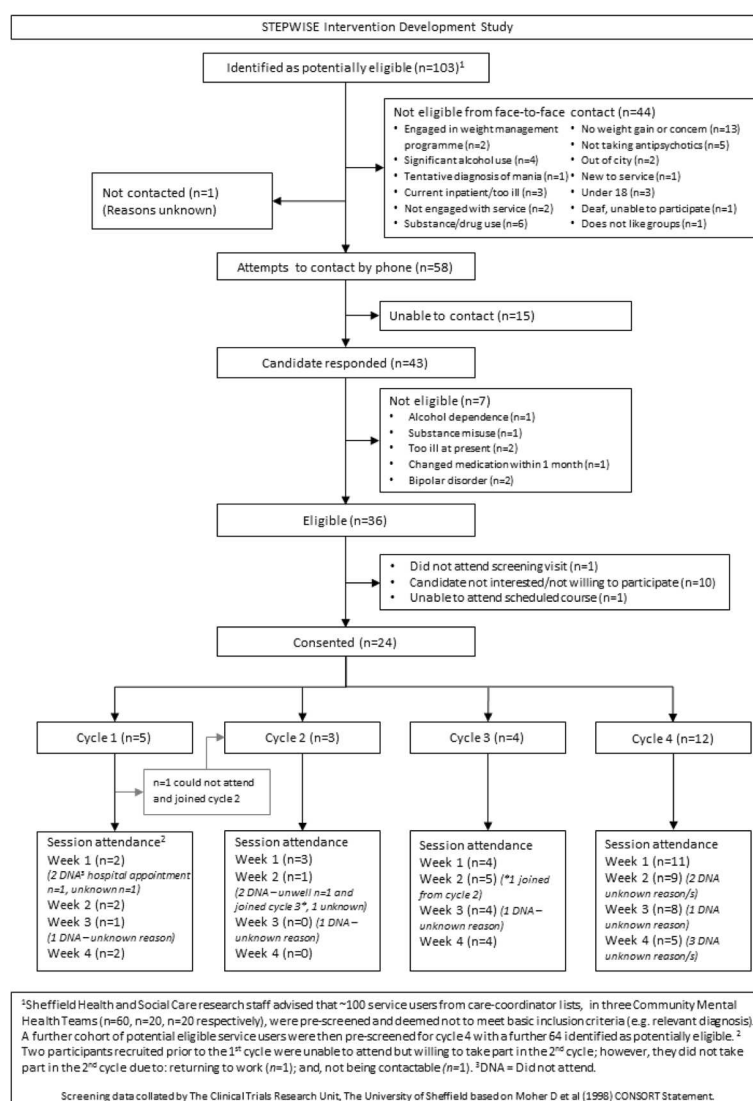 STEPWISE Intervention Development Study
Identified as potentially eligible (n=103)1
Not eligible from face-to-face contact (n=44)
• Engaged in weight management
programme (n=2)
• Significant alcohol use (n=4)
• Tentative diagnosis of mania (n=1)
• Current inpatient/too ill (n=3)
• Not engaged with service (n=2)
• Substance/drug use (n=6)
• No weight gain or concern (n=13)
• Not taking antipsychotics (n=5)
• Out of city (n=2)
• New to service (n=1)
• Under 18 (n=3)
• Deaf, unable to participate (n=1)
• Does not like groups (n=1)
Not contacted (n=1)
(Reasons unknown)
Attempts to contact by phone (n=58)
Unable to contact (n=15)
Candidate responded (n=43)
Not eligible (n=7)
• Alcohol dependence (n=1)
• Substance misuse (n=1)
• Too ill at present (n=2)
• Changed medication within 1 month (n=1)
• Bipolar disorder (n=2)
Eligible (n=36)
• Did not attend screening visit (n=1)
• Candidate not interested/not willing to participate (n=10)
• Unable to attend scheduled course (n=1)
Consented (n=24)
Cycle 1 (n=5)
Cycle 2 (n=3)
Cycle 3 (n=4)
Cycle 4 (n=12)
n=1 could not attend
and joined cycle 2
Session attendance2
Week 1 (n=2)
(2 DNA3 hospital appointment
n=1, unknown n=1)
Week 2 (n=2)
Week 3 (n=1)
(1 DNA – unknown reason)
Week 4 (n=2)
Session attendance
Week 1 (n=3)
Week 2 (n=1)
(2 DNA – unwell n=1 and
joined cycle 3*, 1 unknown)
Week 3 (n=0) (1 DNA –
unknown reason)
Week 4 (n=0)
Session attendance
Week 1 (n=4)
Week 2 (n=5) (*1 joined
from cycle 2)
Week 3 (n=4) (1 DNA –
unknown reason)
Week 4 (n=4)
Session attendance
Week 1 (n=11)
Week 2 (n=9) (2 DNA
unknown reason/s)
Week 3 (n=8) (1 DNA
unknown reason)
Week 4 (n=5) (3 DNA
unknown reason/s)
1Sheffield Health and Social Care research staff advised that ~100 service users from care-coordinator lists, in three Community Mental
Health Teams (n=60, n=20, n=20 respectively), were pre-screened and deemed not to meet basic inclusion criteria (e.g. relevant diagnosis).
A further cohort of potential eligible service users were then pre-screened for cycle 4 with a further 64 identified as potentially eligible. 2
Two participants recruited prior to the 1st cycle were unable to attend but willing to take part in the 2nd cycle; however, they did not take
part in the 2nd cycle due to: returning to work (n=1); and, not being contactable (n=1). 3DNA = Did not attend.
Screening data collated by The Clinical Trials Research Unit, The University of Sheffield based on Moher D et al (1998) CONSORT Statement.